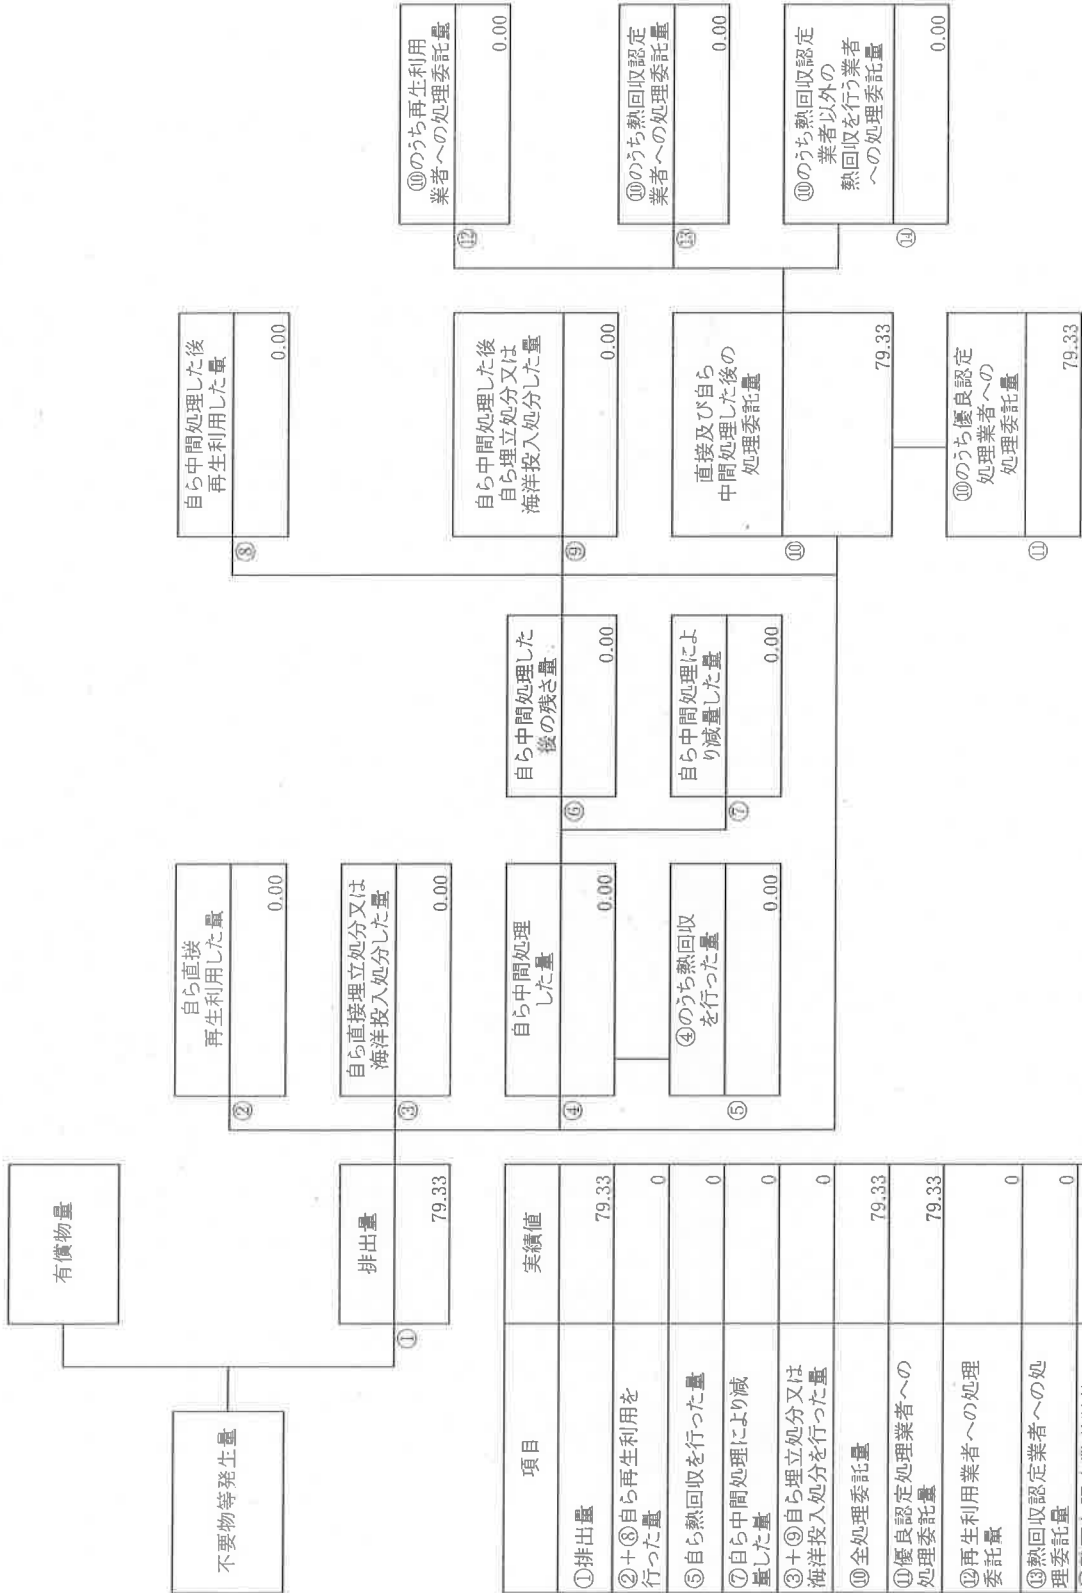 有償物量
不要物等発生量
排出量
①
79.33
自ら直接
再生利用した量
②
0.00
自ら直接埋立処分又は
海洋投入処分した量
③
0.00
自ら中間処理
した量
④
0.00
④のうち熱回収
を行った量
⑤
0.00
自ら中間処理した
後の残さ量
⑥
0.00
自ら中間処理によ
り減量した量
⑦
0.00
自ら中間処理した後
再生利用した量
⑧
0.00
自ら中間処理した後
自ら埋立処分又は
海洋投入処分した量
⑨
0.00
直接及び自ら
中間処理した後の
処理委託量
⑩
79.33
⑩のうち優良認定
処理業者への
処理委託量
⑪
79.33
⑩のうち再生利用
業者への処理委託量
⑫
0.00
⑩のうち熱回収認定
業者への処理委託量
⑬
0.00
⑩のうち熱回収認定
業者以外の
熱回収を行う業者
への処理委託量
⑭
0.00
項目 実績値
①排出量 79.33
②+⑧自ら再生利用を
行った量 0
⑤自ら熱回収を行った量 0
⑦自ら中間処理により減
量した量 0
③+⑨自ら埋立処分又は
海洋投入処分を行った量 0
⑩全処理委託量 79.33
⑪優良認定処理業者への
処理委託量 79.33
⑫再生利用業者への処理
委託量 0
⑬熱回収認定業者への処
理委託量 0